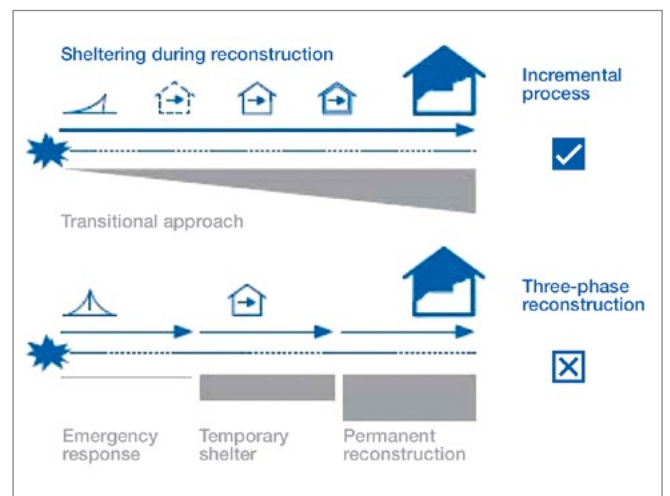 Sheltering during reconstruction
Incremental
process
Transitional approach
Three-phase
reconstruction
Emergency
response
Temporary
shelter
Permanent
reconstruction